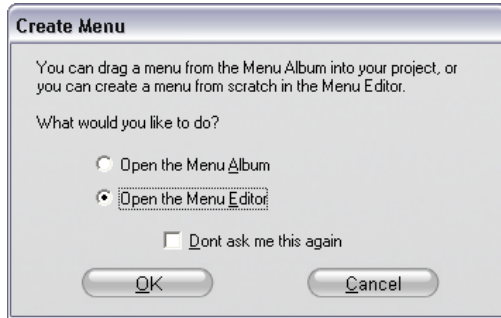 Create Menu
You can drag a menu from the Menu Album into your project, or
you can create a menu from scratch in the Menu Editor.
What would you like to do?
Open the Menu Album
Open the Menu Editor
Dont ask me this again
OK Cancel